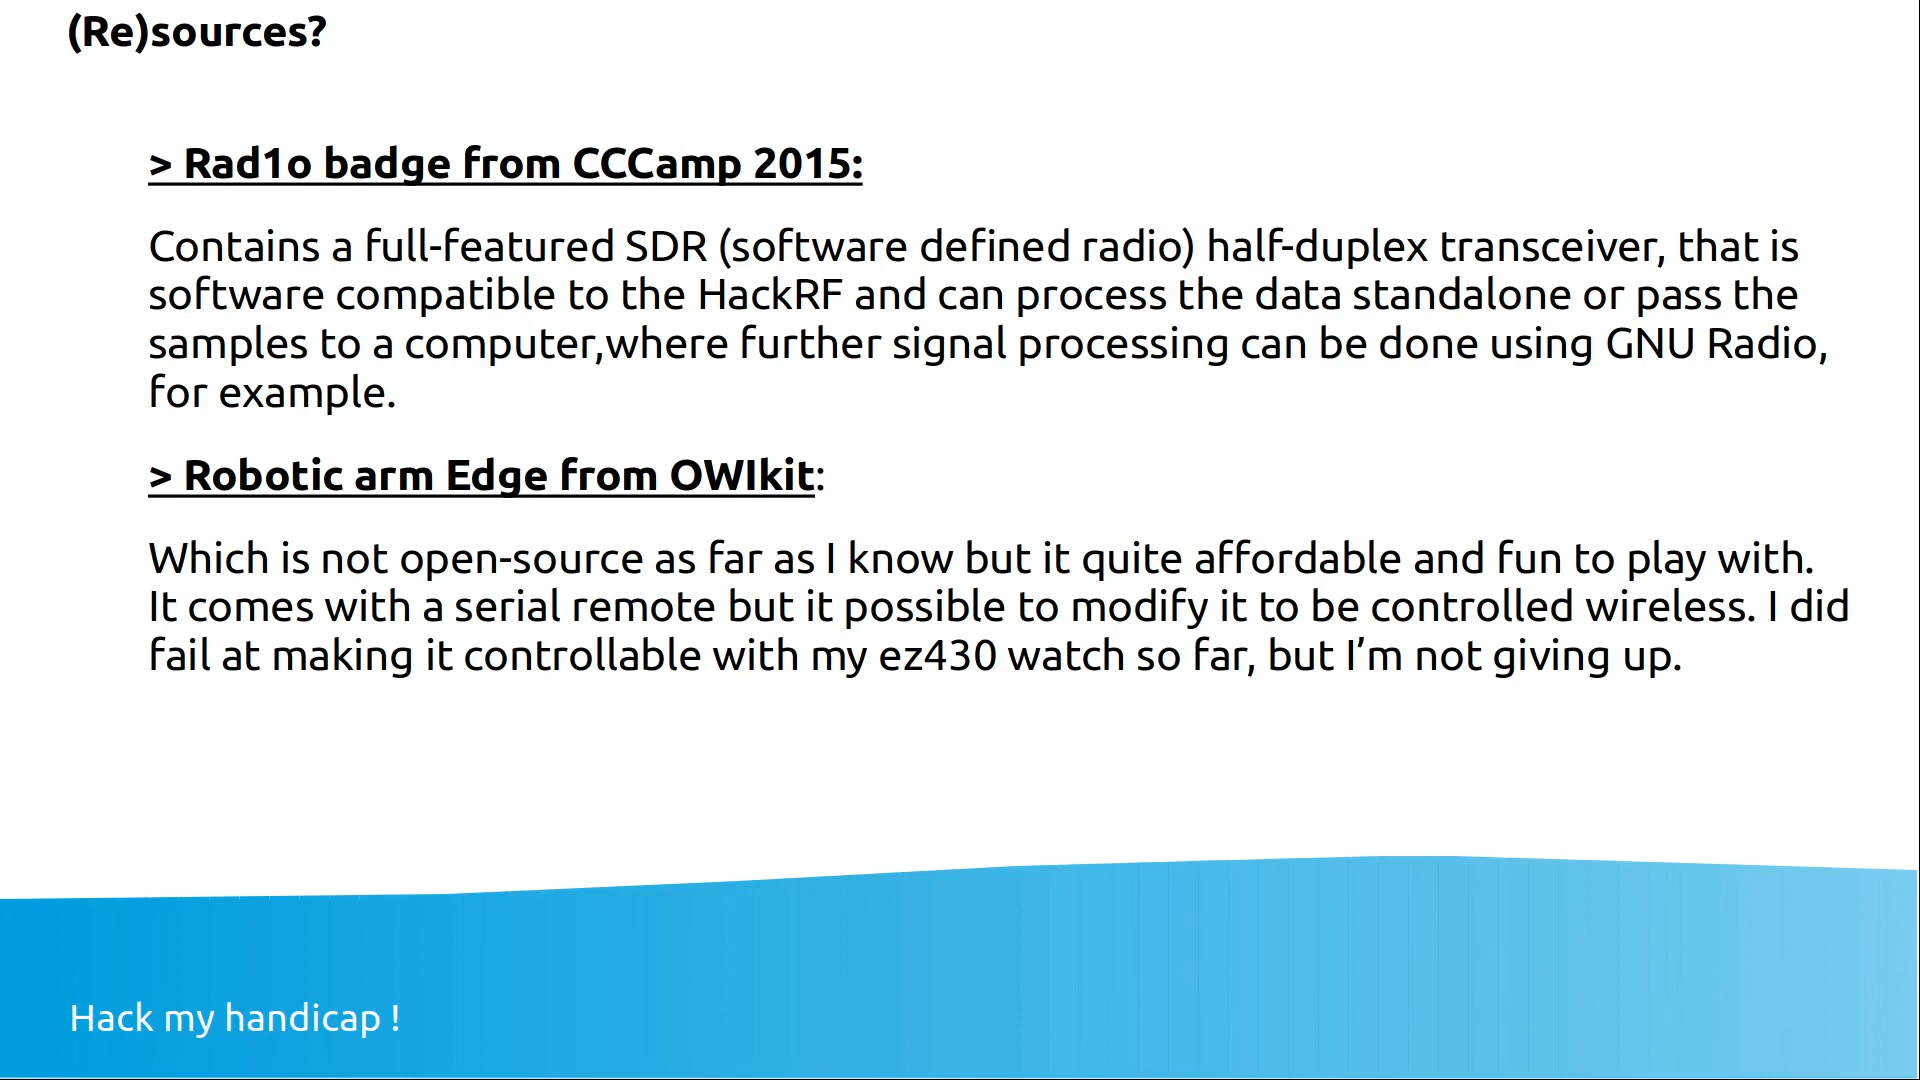 (Re)sources?
> Rad1o badge from CCCamp 2015:
Contains a full-featured SDR (software defined radio) half-duplex transceiver, that is
software compatible to the HackRF and can process the data standalone or pass the
samples to a computer,where further signal processing can be done using GNU Radio,
for example.
> Robotic arm Edge from OWIkit:
Which is not open-source as far as I know but it quite affordable and fun to play with.
It comes with a serial remote but it possible to modify it to be controlled wireless. I did
fail at making it controllable with my ez430 watch so far, but I’m not giving up.
Hack my handicap !